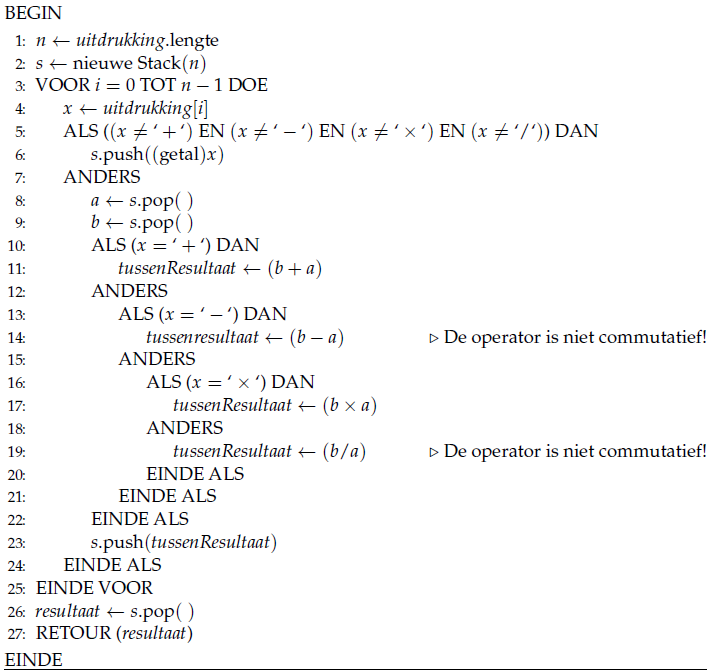 BEGIN
1: n ← uitdrukking.lengte
2: s ← nieuwe Stack(n)
3: VOOR i = 0 TOT n − 1 DOE
4: x ← uitdrukking[i]
5: ALS ((x ≠ ‘ + ‘) EN (x ≠ ‘ − ‘) EN (x ≠ ‘ × ‘) EN (x ≠ ‘/‘)) DAN
6: s.push((getal)x)
7: ANDERS
8: a ← s.pop( )
9: b ← s.pop( )
10: ALS (x = ‘ + ‘) DAN
11: tussenResultaat ← (b + a)
12: ANDERS
13: ALS (x = ‘ − ‘) DAN
14: tussenresultaat ← (b − a) ▷ De operator is niet commutatief!
15: ANDERS
16: ALS (x = ‘ × ‘) DAN
17: tussenResultaat ← (b × a)
18: ANDERS
19: tussenResultaat ← (b/a) ▷ De operator is niet commutatief!
20: EINDE ALS
21: EINDE ALS
22: EINDE ALS
23: s.push(tussenResultaat)
24: EINDE ALS
25: EINDE VOOR
26: resultaat ← s.pop( )
27: RETOUR (resultaat)
EINDE